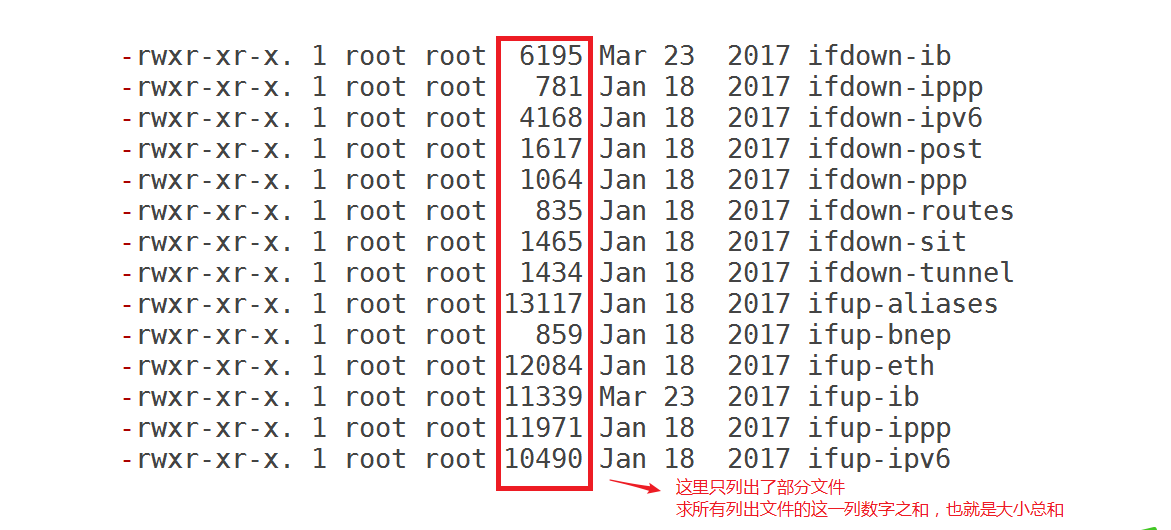 -rwxr-xr-x. 1 root root  6195 Mar 23  2017 ifdown-ib
-rwxr-xr-x. 1 root root   781 Jan 18  2017 ifdown-ippp
-rwxr-xr-x. 1 root root  4168 Jan 18  2017 ifdown-ipv6
-rwxr-xr-x. 1 root root  1617 Jan 18  2017 ifdown-post
-rwxr-xr-x. 1 root root  1064 Jan 18  2017 ifdown-ppp
-rwxr-xr-x. 1 root root   835 Jan 18  2017 ifdown-routes
-rwxr-xr-x. 1 root root  1465 Jan 18  2017 ifdown-sit
-rwxr-xr-x. 1 root root  1434 Jan 18  2017 ifdown-tunnel
-rwxr-xr-x. 1 root root 13117 Jan 18  2017 ifup-aliases
-rwxr-xr-x. 1 root root   859 Jan 18  2017 ifup-bnep
-rwxr-xr-x. 1 root root 12084 Jan 18  2017 ifup-eth
-rwxr-xr-x. 1 root root 11339 Mar 23  2017 ifup-ib
-rwxr-xr-x. 1 root root 11971 Jan 18  2017 ifup-ippp
-rwxr-xr-x. 1 root root 10490 Jan 18  2017 ifup-ipv6
这里只列出了部分文件
求所有列出文件的这一列数字之和，也就是大小总和